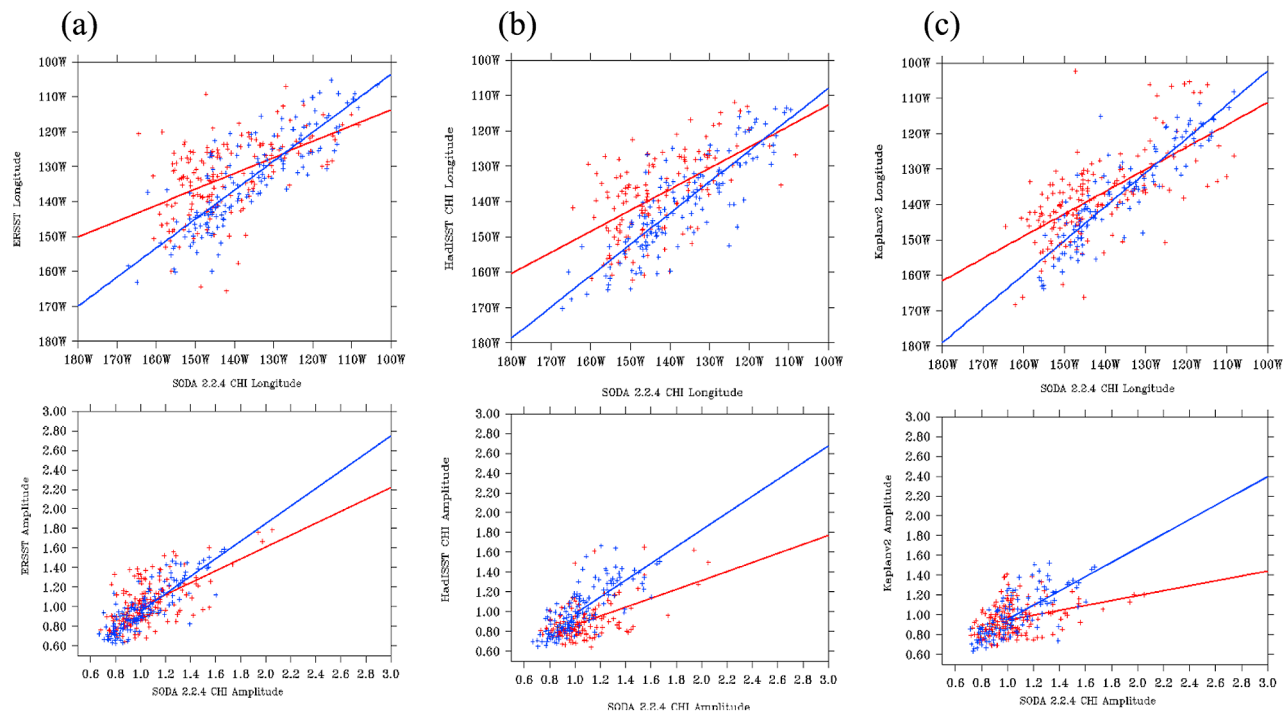 (a) (b) (c)
100W
110W
120W
130W
140W
150W
160W
170W
180W
ERSST Longitude
180W 170W 160W 150W 140W 130W 120W 110W 100W
SODA 2.2.4 CHI Longitude
100W
110W
120W
130W
140W
150W
160W
170W
180W
HadISST CHI Longitude
180W 170W 160W 150W 140W 130W 120W 110W 100W
SODA 2.2.4 CHI Longitude
100W
110W
120W
130W
140W
150W
160W
170W
180W
Kaplanv2 Longitude
180W 170W 160W 150W 140W 130W 120W 110W 100W
SODA 2.2.4 CHI Longitude
3.00
2.80
2.60
2.40
2.20
2.00
1.80
1.60
1.40
1.20
1.00
0.80
0.60
ERSST Amplitude
0.6 0.8 1.0 1.2 1.4 1.6 1.8 2.0 2.2 2.4 2.6 2.8 3.0
SODA 2.2.4 CHI Amplitude
3.00
2.80
2.60
2.40
2.20
2.00
1.80
1.60
1.40
1.20
1.00
0.80
0.60
HadISST CHI Amplitude
0.6 0.8 1.0 1.2 1.4 1.6 1.8 2.0 2.2 2.4 2.6 2.8 3.0
SODA 2.2.4 CHI Amplitude
3.00
2.80
2.60
2.40
2.20
2.00
1.80
1.60
1.40
1.20
1.00
0.80
0.60
Kaplanv2 Amplitude
0.6 0.8 1.0 1.2 1.4 1.6 1.8 2.0 2.2 2.4 2.6 2.8 3.0
SODA 2.2.4 CHI Amplitude